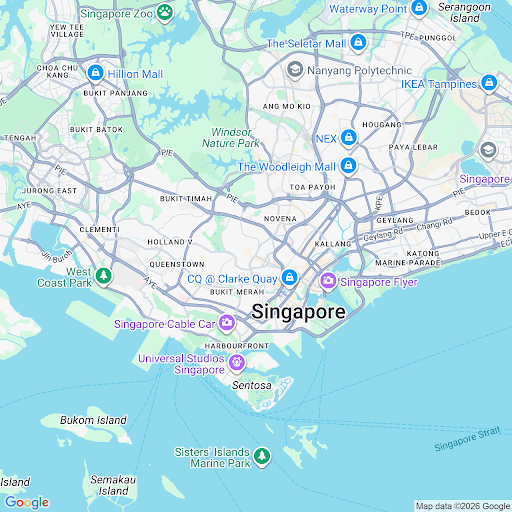 Singapore Zoo
Waterway Point
Serangoon
Island
YEW TEE
VILLAGE
The Seletar Mall
PUNGGOL
CHOA CHU
KANG
Hillion Mall
Nanyang Polytechnic
IKEA Tampines
BUKIT PANJANG
ANG MO KIO
HOUGANG
TENGAH
BUKIT BATOK
Windsor
Nature Park
NEX
PAYA LEBAR
PIE
PIE
The Woodleigh Mall
Singapore
JURONG EAST
TOA PAYOH
PIE
BUKIT TIMAH
PIE
KPE
AYE
NOVENA
GEYLANG
BEDOK
CLEMENTI
Changi Rd
Geylang Rd
HOLLAND V
KALLANG
Upper E
KATONG
EC
Jln Buroh
QUEENSTOWN
MARINE PARADE
West
Coast Park
AYE
CQ @ Clarke Quay
Singapore Flyer
BUKIT MERAH
Singapore
Singapore Cable Car
HARBOURFRONT
Universal Studios
Singapore
Sentosa
Bukom Island
Singapore Strait
Sisters' Islands
Marine Park
Island
Semakau
Island
Google
Map data ©2026 Google